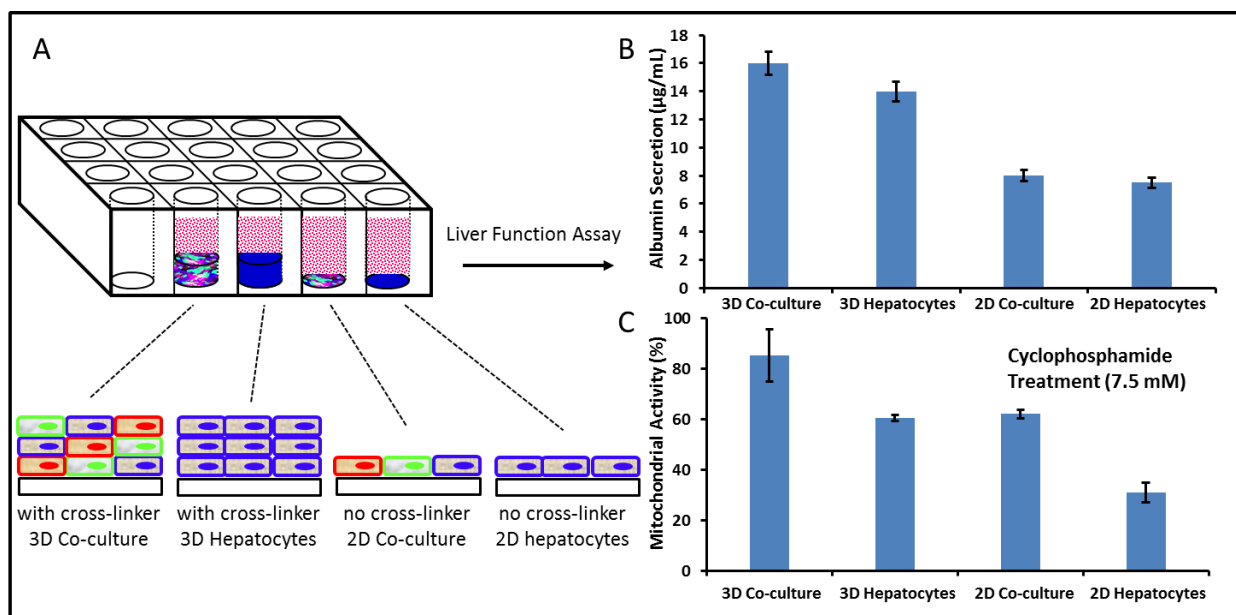 A
Liver Function Assay
with cross-linker
3D Co-culture
with cross-linker
3D Hepatocytes
no cross-linker
2D Co-culture
no cross-linker
2D hepatocytes
B
Albumin Secretion (µg/mL)
18
16
14
12
10
8
6
4
2
0
3D Co-culture
3D Hepatocytes
2D Co-culture
2D Hepatocytes
C
Mitochondrial Activity (%)
100
80
60
40
20
0
Cyclophosphamide
Treatment (7.5 mM)
3D Co-culture
3D Hepatocytes
2D Co-culture
2D Hepatocytes